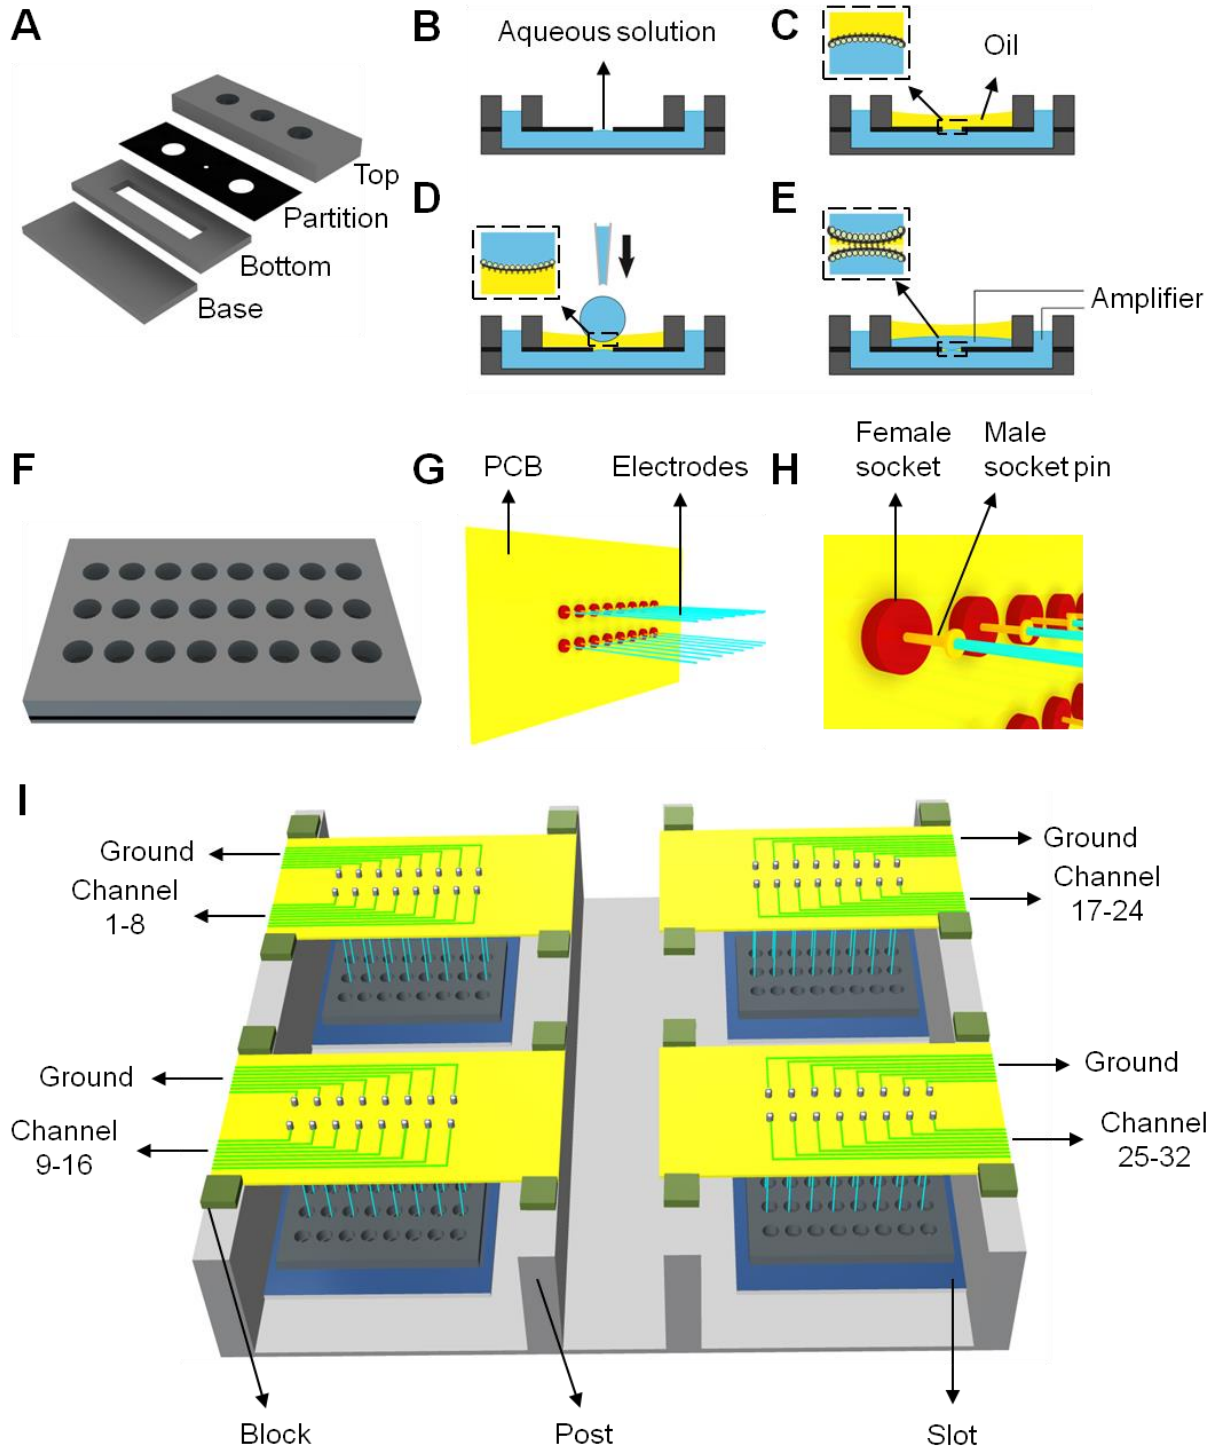 A
Top
Partition
Bottom
Base
B
Aqueous solution
C
Oil
D
E
Amplifier
F
G
PCB
Electrodes
H
Female
socket
Male
socket pin
I
Ground
Channel
1-8
Ground
Channel
17-24
Ground
Channel
9-16
Ground
Channel
25-32
Block
Post
Slot